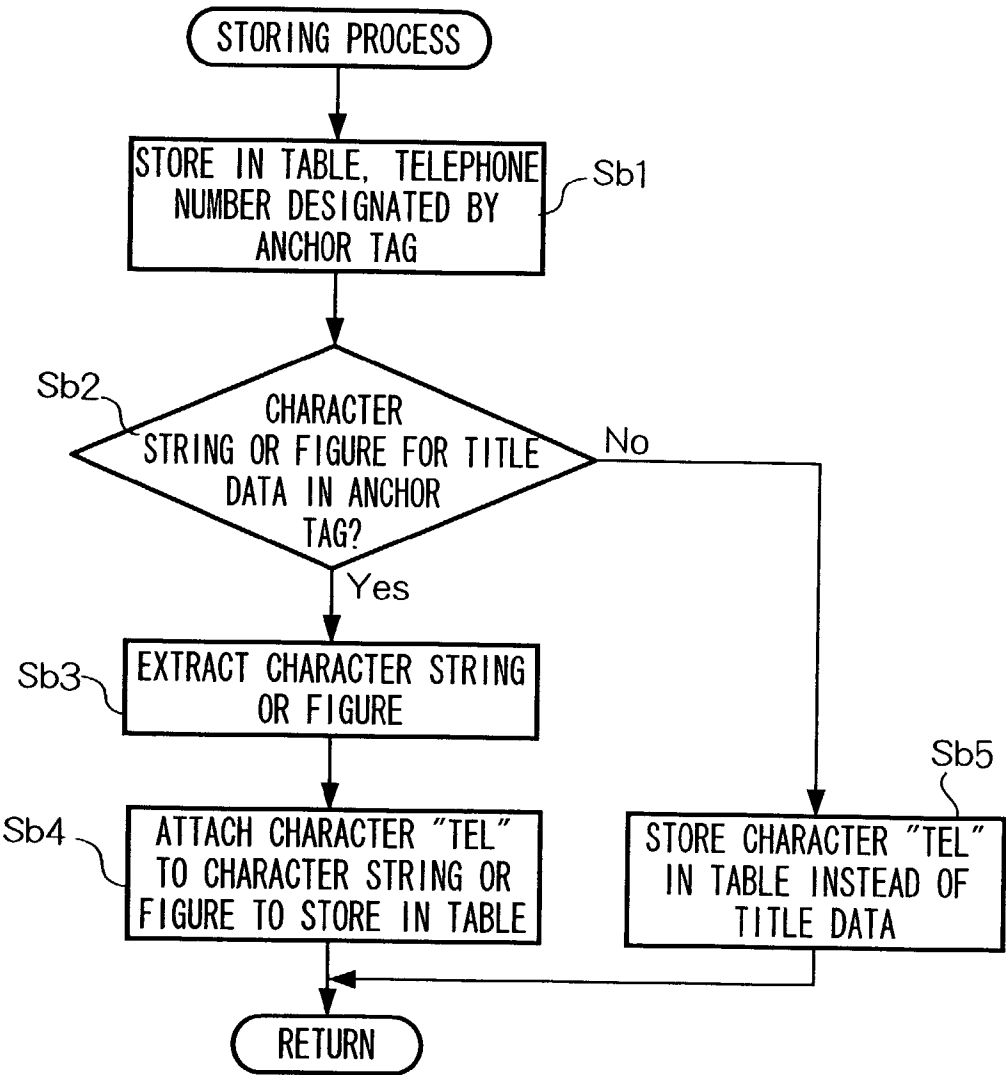 STORING PROCESS
STORE IN TABLE, TELEPHONE
NUMBER DESIGNATED BY
ANCHOR TAG
Sb1
Sb2
CHARACTER
STRING OR FIGURE FOR TITLE
DATA IN ANCHOR
TAG?
No
Yes
Sb3
EXTRACT CHARACTER STRING
OR FIGURE
Sb4
ATTACH CHARACTER "TEL"
TO CHARACTER STRING OR
FIGURE TO STORE IN TABLE
Sb5
STORE CHARACTER "TEL"
IN TABLE INSTEAD OF
TITLE DATA
RETURN